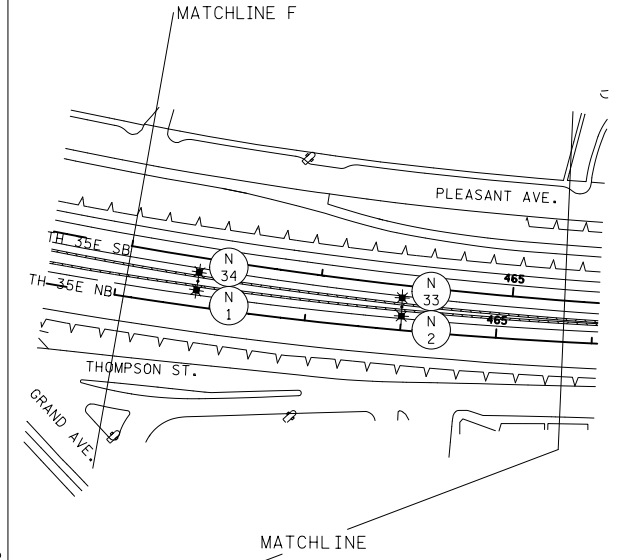 MATCHLINE F
PLEASANT AVE.
TH 35E SB
N
34
465
N
33
TH 35E NB
N
1
465
N
2
THOMPSON ST.
GRAND AVE.
MATCHLINE